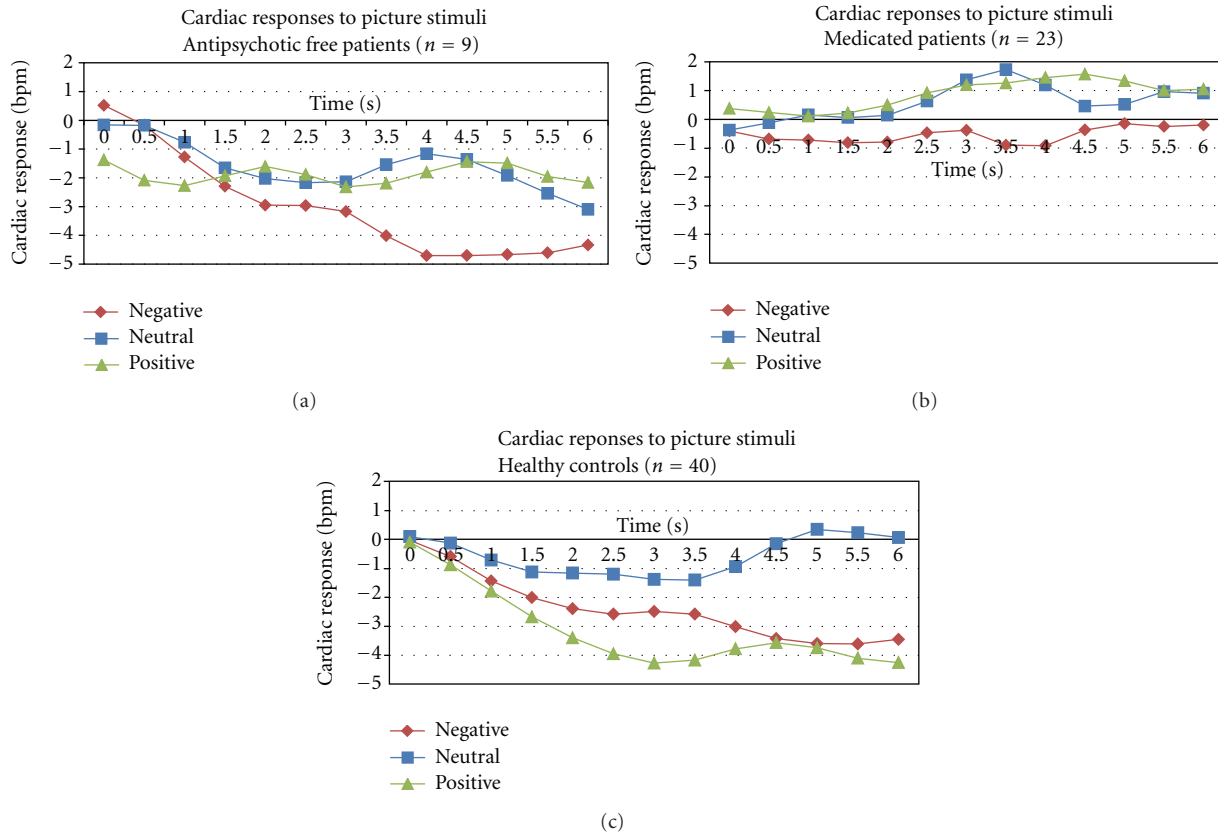 Cardiac responses to picture stimuli
Antipsychotic free patients (n = 9)
Cardiac response (bpm)
2
1
0
−1
−2
−3
−4
−5
Time (s)
0 0.5 1 1.5 2 2.5 3 3.5 4 4.5 5 5.5 6
Negative
Neutral
Positive
(a)
Cardiac reponses to picture stimuli
Medicated patients (n = 23)
Cardiac response (bpm)
2
1
0
−1
−2
−3
−4
−5
0 0.5 1 1.5 2 2.5 3 3.5 4 4.5 5 5.5 6
Time (s)
Negative
Neutral
Positive
(b)
Cardiac reponses to picture stimuli
Healthy controls (n = 40)
Cardiac response (bpm)
2
1
0
−1
−2
−3
−4
−5
Time (s)
0 0.5 1 1.5 2 2.5 3 3.5 4 4.5 5 5.5 6
Negative
Neutral
Positive
(c)